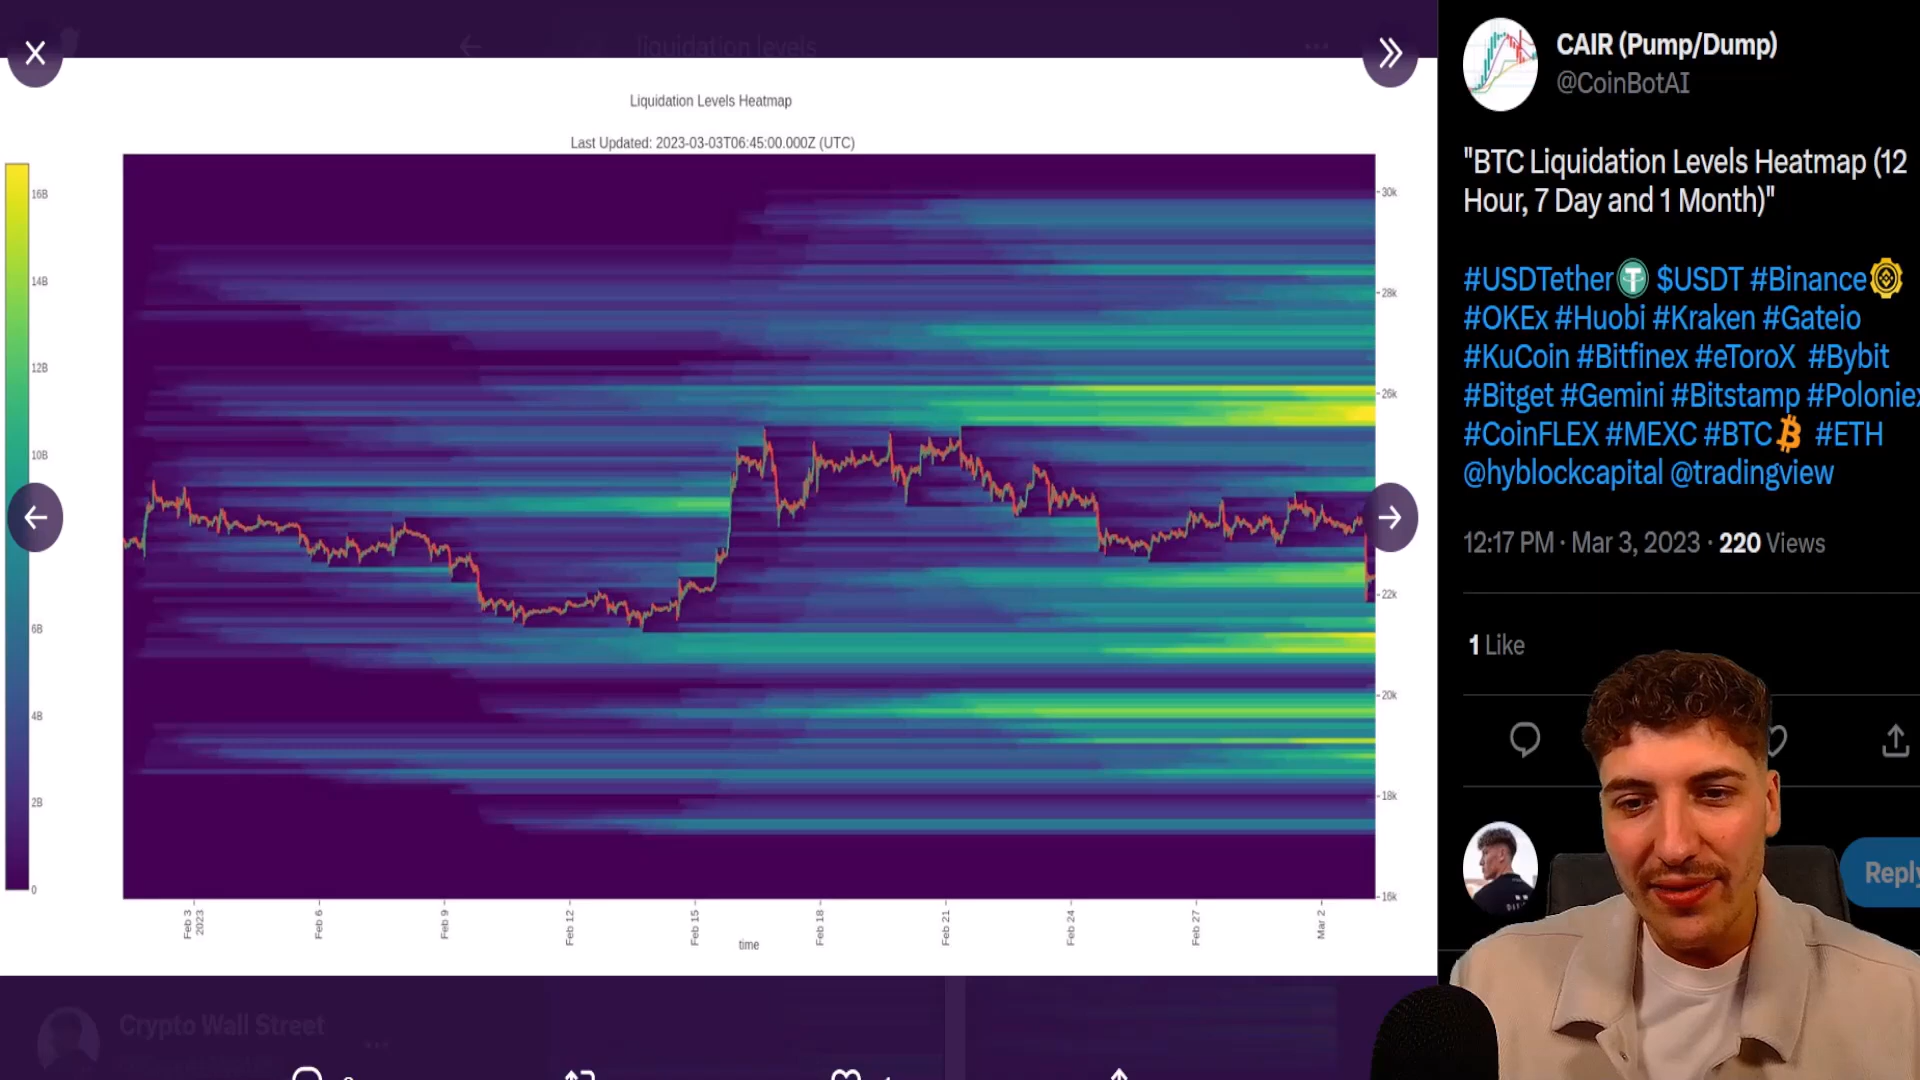 liquidation levels
Liquidation Levels Heatmap
Last Updated: 2023-03-03T06:45:00.000Z (UTC)
16B
14B
12B
10B
6B
4B
2B
0
30k
28k
26k
22k
20k
18k
16k
Feb 3
2023
Feb 6
Feb 9
Feb 12
Feb 15
Feb 18
Feb 21
Feb 24
Feb 27
Mar 2
time
Crypto Wall Street
CAIR (Pump/Dump)
@CoinBotAI
"BTC Liquidation Levels Heatmap (12
Hour, 7 Day and 1 Month)"
#USDTether $USDT #Binance
#OKEx #Huobi #Kraken #Gateio
#KuCoin #Bitfinex #eToroX #Bybit
#Bitget #Gemini #Bitstamp #Poloniex
#CoinFLEX #MEXC #BTC #ETH
@hyblockcapital @tradingview
12:17 PM · Mar 3, 2023 · 220 Views
1 Like
Reply